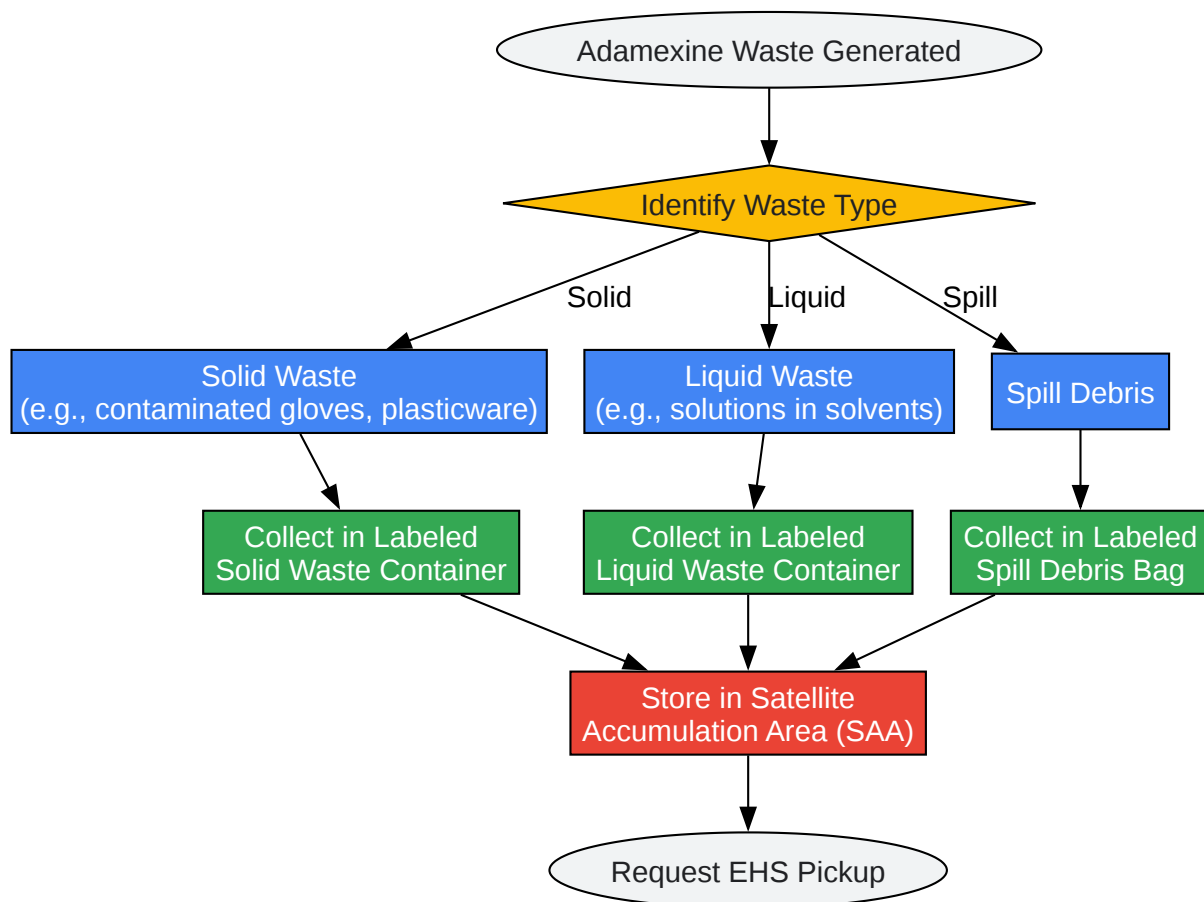 Adamexine Waste Generated
Identify Waste Type
Solid
Liquid
Spill
Solid Waste
(e.g., contaminated gloves, plasticware)
Liquid Waste
(e.g., solutions in solvents)
Spill Debris
Collect in Labeled
Solid Waste Container
Collect in Labeled
Liquid Waste Container
Collect in Labeled
Spill Debris Bag
Store in Satellite
Accumulation Area (SAA)
Request EHS Pickup